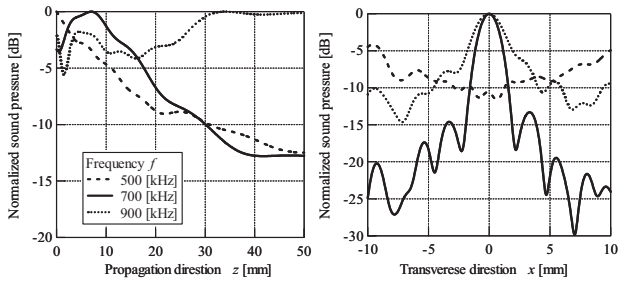 Normalized sound pressure [dB]
0
-5
-10
-15
-20
Frequency f
500 [kHz]
700 [kHz]
900 [kHz]
0 10 20 30 40 50
Propagation direction z [mm]
Normalized sound pressure [dB]
0
-5
-10
-15
-20
-25
-30
-10 -5 0 5 10
Transverese direction x [mm]